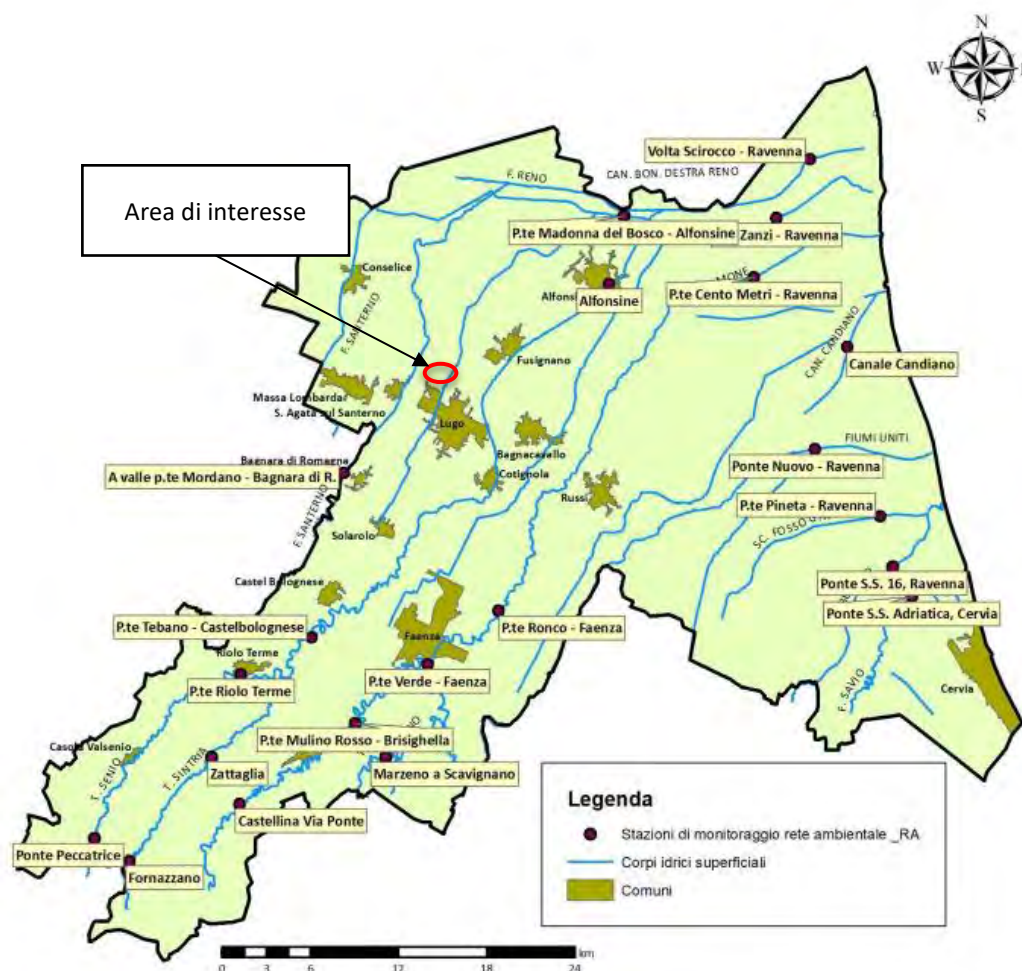 N
W
S
Volta Scirocco - Ravenna
F. RENO
CAN. BON. DESTRA RENO
Area di interesse
P.te Madonna del Bosco - Alfonsine
Zanzi - Ravenna
Conselice
P.te Cento Metri - Ravenna
Alfonsine
F. SANTERNO
CAN. CANDIANO
Fusignano
Canale Candiano
Massa Lombarda
S. Agata sul Santerno
Lugo
Bagnacavallo
FIUMI UNITI
Bagnara di Romagna
Cotignola
Ponte Nuovo - Ravenna
A valle p.te Mordano - Bagnara di R.
Russi
P.te Pineta - Ravenna
F. SANTERNO
Solarolo
SC. FOSSO
Castel Bolognese
Ponte S.S. 16, Ravenna
Ponte S.S. Adriatica, Cervia
P.te Tebano - Castelbolognese
Faenza
P.te Ronco - Faenza
Riolo Terme
P.te Riolo Terme
P.te Verde - Faenza
F. SAVIO
Cervia
P.te Mulino Rosso - Brisighella
Casola Valsenio
T. SENIO
T. SINTRIA
Zattaglia
Marzeno a Scavignano
Castellina Via Ponte
Legenda
Stazioni di monitoraggio rete ambientale _RA
Corpi idrici superficiali
Comuni
Ponte Peccatrice
Fornazzano
km
0 3 6 12 18 24